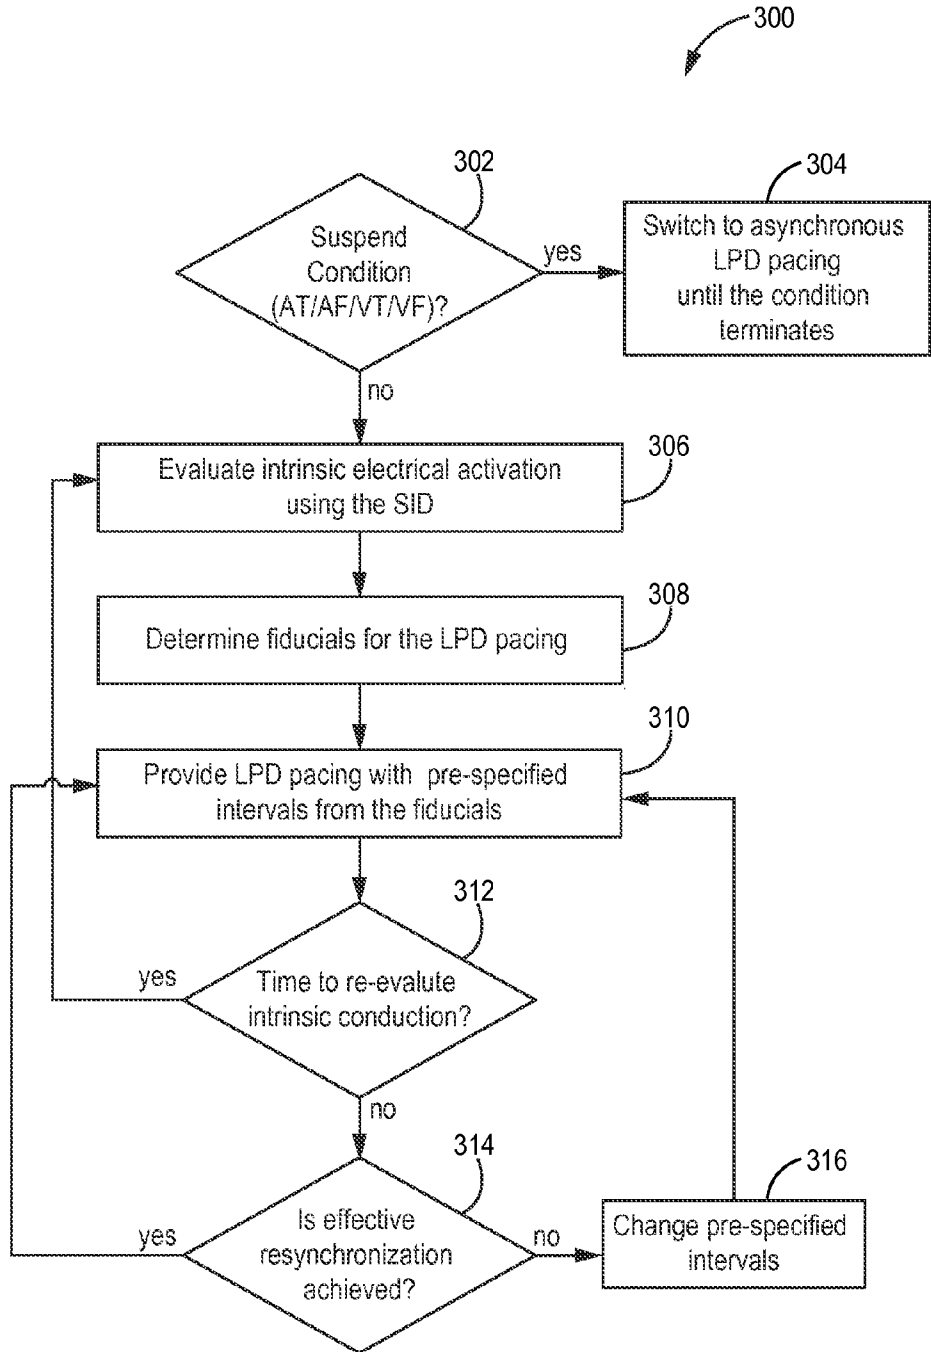 300
302
304
Suspend
Condition
(AT/AF/VT/VF)?
yes
Switch to asynchronous
LPD pacing
until the condition
terminates
no
306
Evaluate intrinsic electrical activation
using the SID
308
Determine fiducials for the LPD pacing
310
Provide LPD pacing with pre-specified
intervals from the fiducials
312
yes
Time to re-evalute
intrinsic conduction?
no
314
316
yes
Is effective
resynchronization
achieved?
no
Change pre-specified
intervals